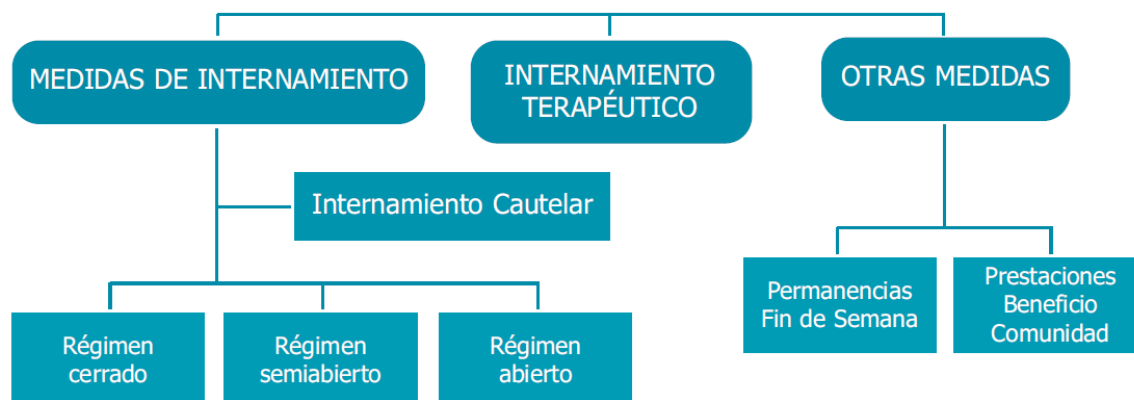 MEDIDAS DE INTERNAMIENTO
INTERNAMIENTO
TERAPÉUTICO
OTRAS MEDIDAS
Internamiento Cautelar
Régimen
cerrado
Régimen
semiabierto
Régimen
abierto
Permanencias
Fin de Semana
Prestaciones
Beneficio
Comunidad